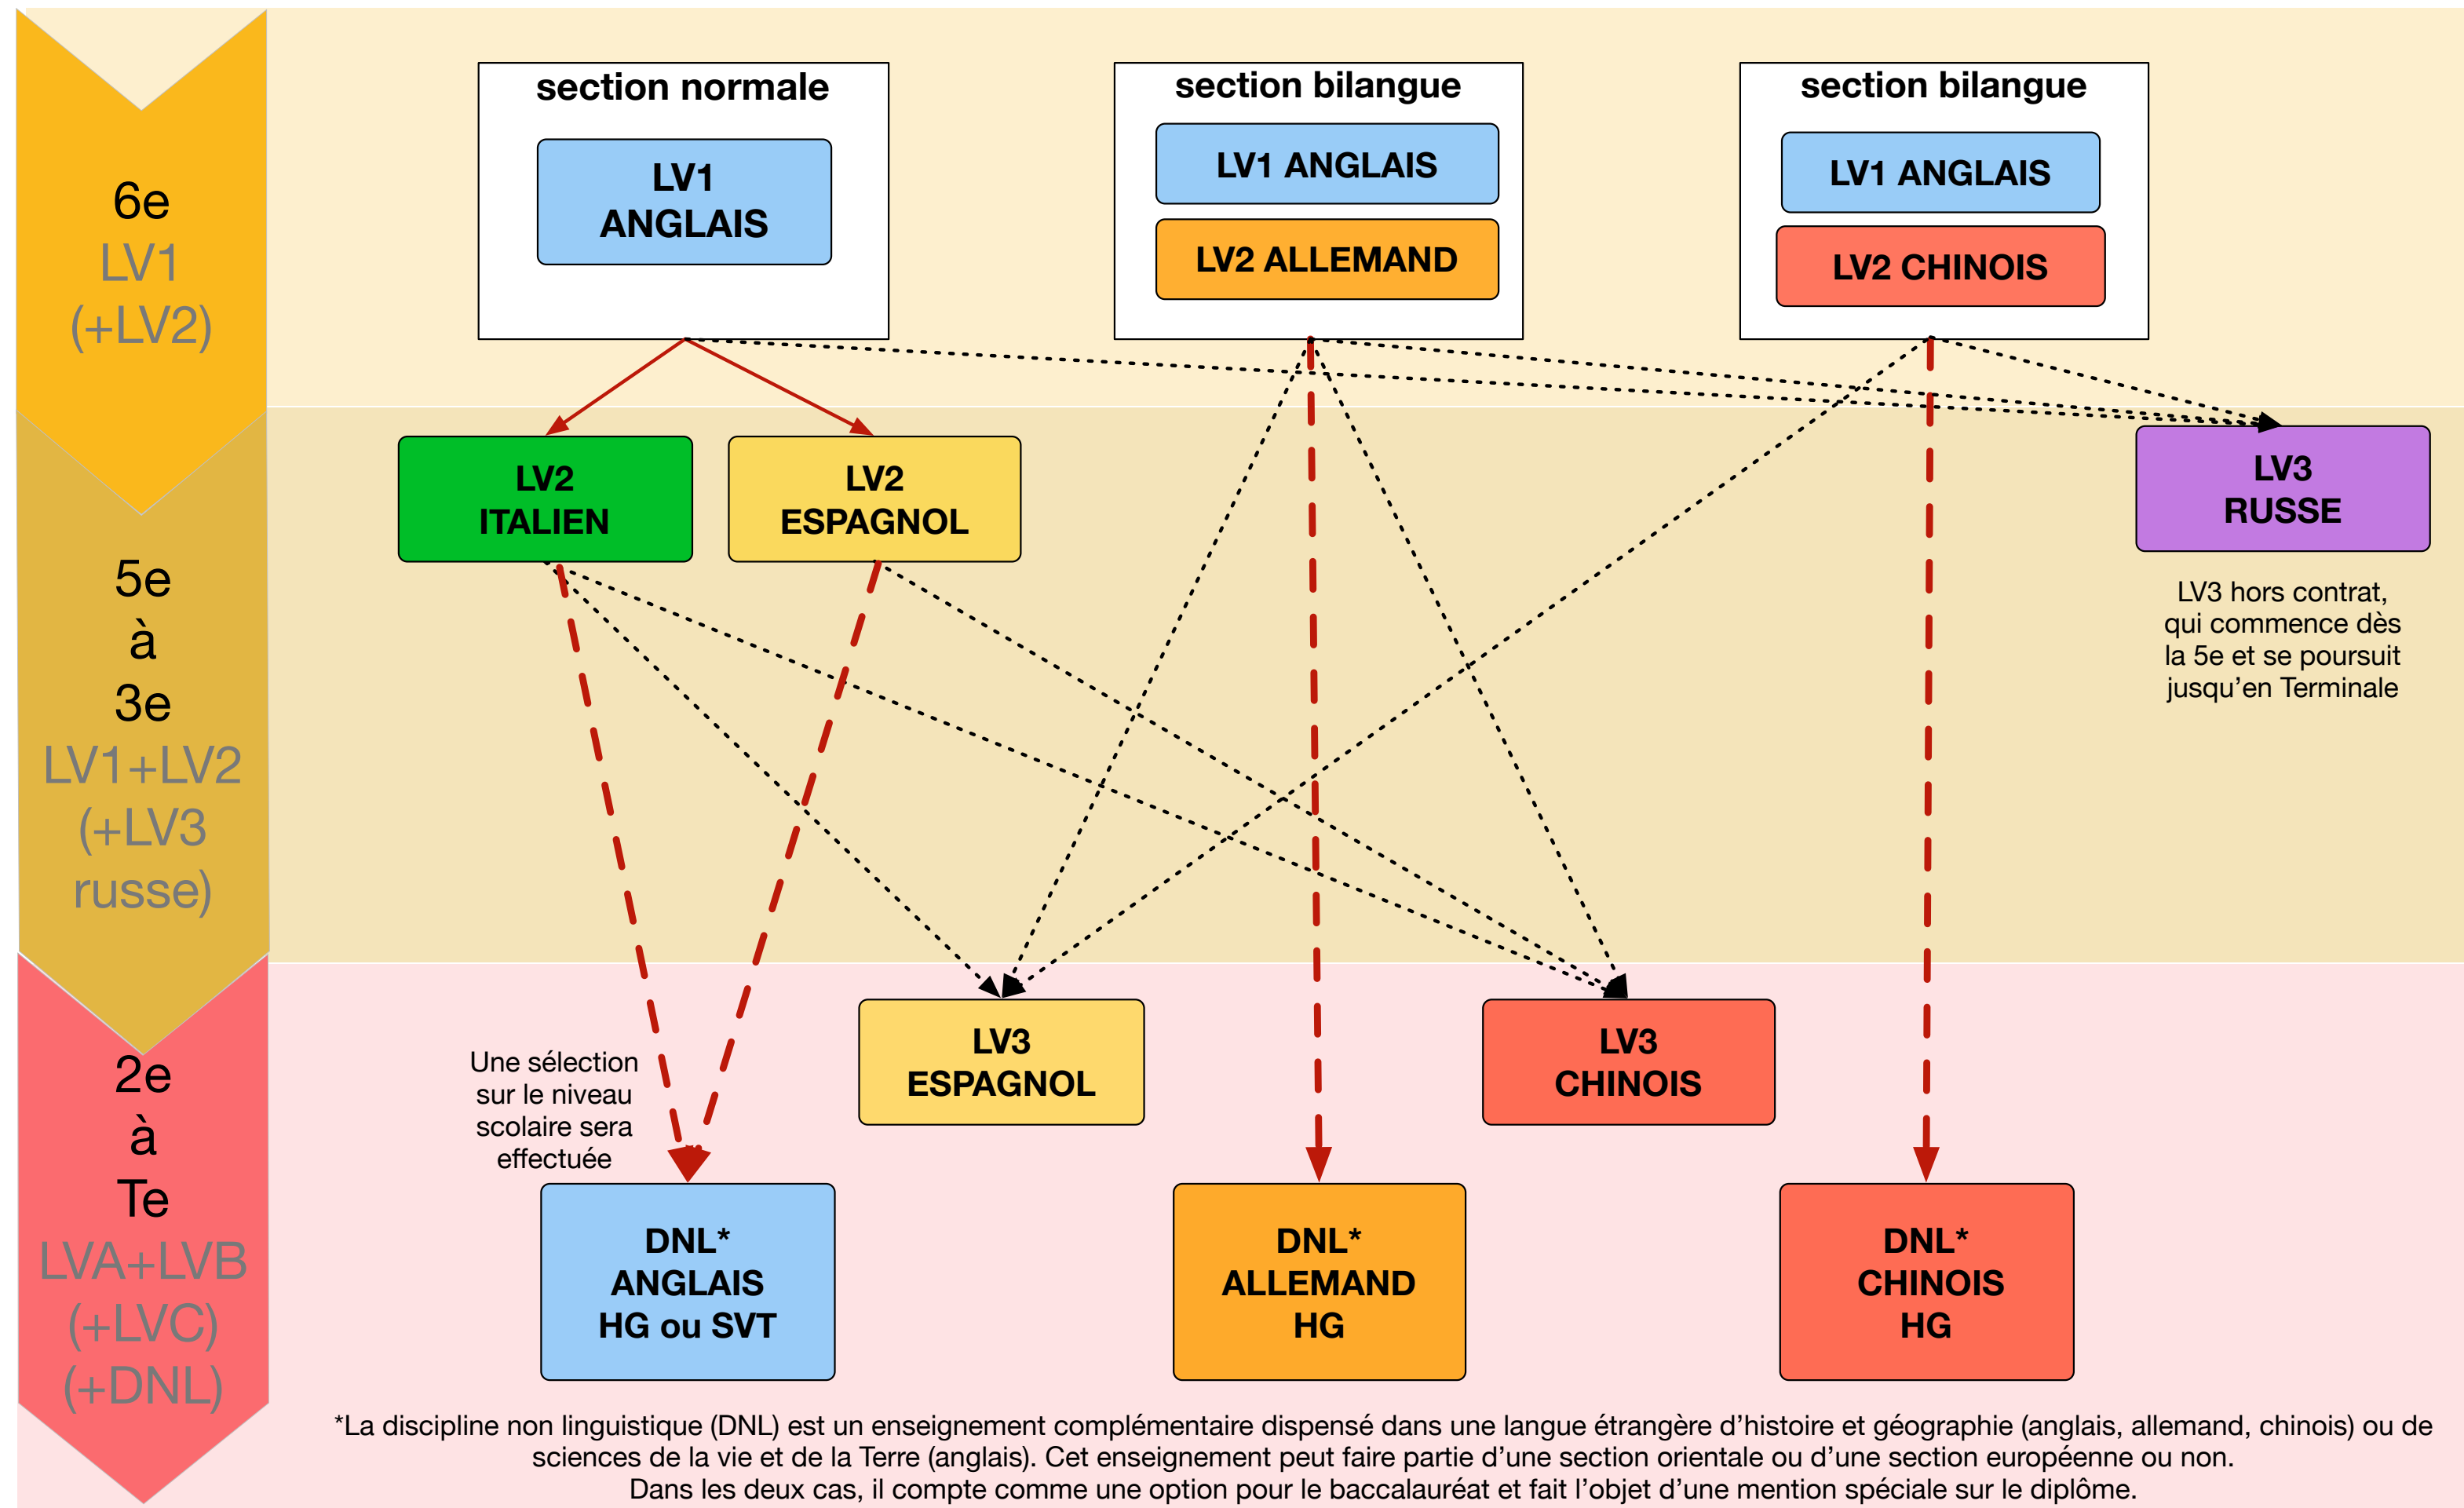 6e
LV1
(+LV2)
section normale
LV1
ANGLAIS
section bilangue
LV1 ANGLAIS
LV2 ALLEMAND
section bilangue
LV1 ANGLAIS
LV2 CHINOIS
5e
à
3e
LV1+LV2
(+LV3
russe)
LV2
ITALIEN
LV2
ESPAGNOL
LV3
RUSSE
LV3 hors contrat,
qui commence dès
la 5e et se poursuit
jusqu’en Terminale
2e
à
Te
LVA+LVB
(+LVC)
(+DNL)
Une sélection
sur le niveau
scolaire sera
effectuée
LV3
ESPAGNOL
LV3
CHINOIS
DNL*
ANGLAIS
HG ou SVT
DNL*
ALLEMAND
HG
DNL*
CHINOIS
HG
*La discipline non linguistique (DNL) est un enseignement complémentaire dispensé dans une langue étrangère d’histoire et géographie (anglais, allemand, chinois) ou de
sciences de la vie et de la Terre (anglais). Cet enseignement peut faire partie d’une section orientale ou d’une section européenne ou non.
Dans les deux cas, il compte comme une option pour le baccalauréat et fait l’objet d’une mention spéciale sur le diplôme.